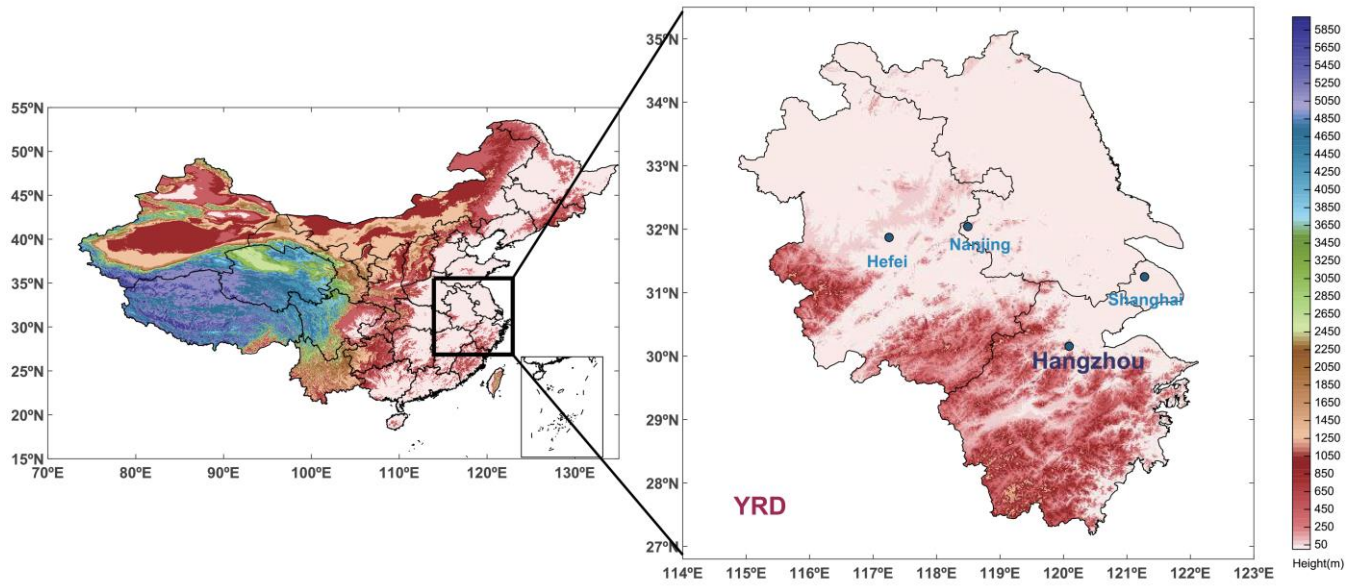 55°N
50°N
45°N
40°N
35°N
30°N
25°N
20°N
15°N
70°E 80°E 90°E 100°E 110°E 120°E 130°E
35°N
34°N
33°N
32°N
31°N
30°N
29°N
28°N
27°N
Nanjing
Hefei
Shanghai
Hangzhou
YRD
114°E 115°E 116°E 117°E 118°E 119°E 120°E 121°E 122°E 123°E
5850
5650
5450
5250
5050
4850
4650
4450
4250
4050
3850
3650
3450
3250
3050
2850
2650
2450
2250
2050
1850
1650
1450
1250
1050
850
650
450
250
50
Height(m)